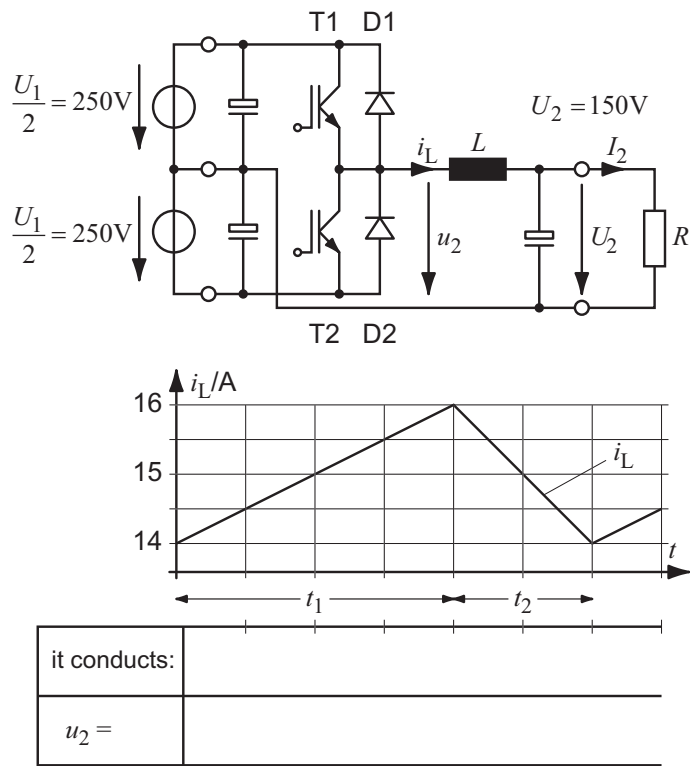 T1 D1
U1/2 = 250V
U2 = 150V
iL L I2
U1/2 = 250V
u2 U2 R
T2 D2
iL/A
16
iL
15
14
t
t1 t2
it conducts:
u2 =